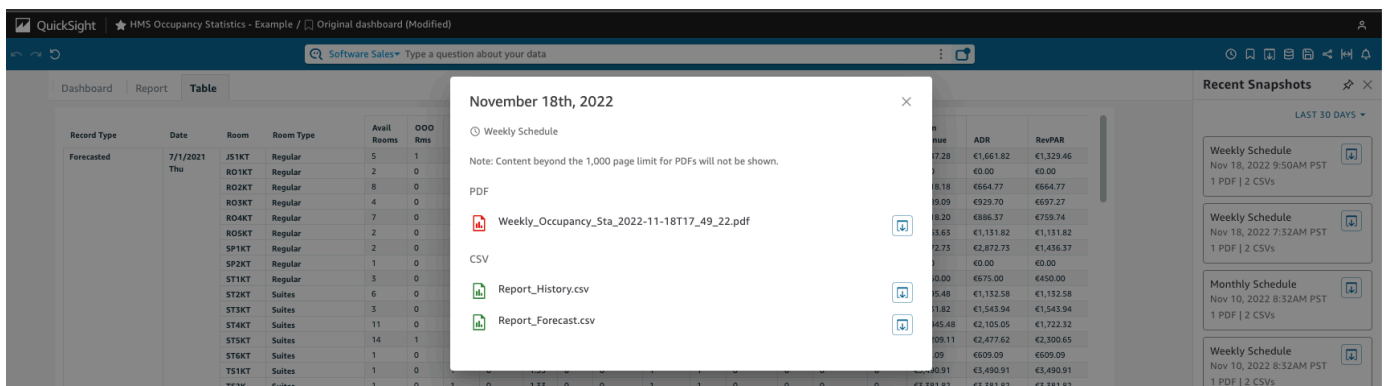 QuickSight ★ HMS Occupancy Statistics - Example / Original dashboard (Modified)
Software Sales Type a question about your data
Dashboard Report Table
Recent Snapshots
LAST 30 DAYS
Weekly Schedule
Nov 18, 2022 9:50AM PST
1 PDF | 2 CSVs
Weekly Schedule
Nov 18, 2022 7:32AM PST
1 PDF | 2 CSVs
Monthly Schedule
Nov 10, 2022 8:32AM PST
1 PDF | 2 CSVs
Weekly Schedule
Nov 10, 2022 8:32AM PST
1 PDF | 2 CSVs
November 18th, 2022
Weekly Schedule
Note: Content beyond the 1,000 page limit for PDFs will not be shown.
PDF
Weekly_Occupancy_Sta_2022-11-18T17_49_22.pdf
CSV
Report_History.csv
Report_Forecast.csv
Record Type Date Room Room Type Avail Rooms OOO Rms ADR RevPAR
Forecasted 7/1/2021 Thu JS1KT Regular 5 1 €1,661.82 €1,329.46
RO1KT Regular 2 0 €0.00 €0.00
RO2KT Regular 8 0 €664.77 €664.77
RO3KT Regular 4 0 €929.70 €697.27
RO4KT Regular 7 0 €886.37 €759.74
RO5KT Regular 2 0 €1,131.82 €1,131.82
SP1KT Regular 2 0 €2,872.73 €1,436.37
SP2KT Regular 1 0 €0.00 €0.00
ST1KT Regular 3 0 €675.00 €450.00
ST2KT Suites 6 0 €1,132.58 €1,132.58
ST3KT Suites 3 0 €1,543.94 €1,543.94
ST4KT Suites 11 0 €2,105.05 €1,722.32
ST5KT Suites 14 1 €2,477.62 €2,300.65
ST6KT Suites 1 0 €609.09 €609.09
TS1KT Suites 1 0 €3,490.91 €3,490.91